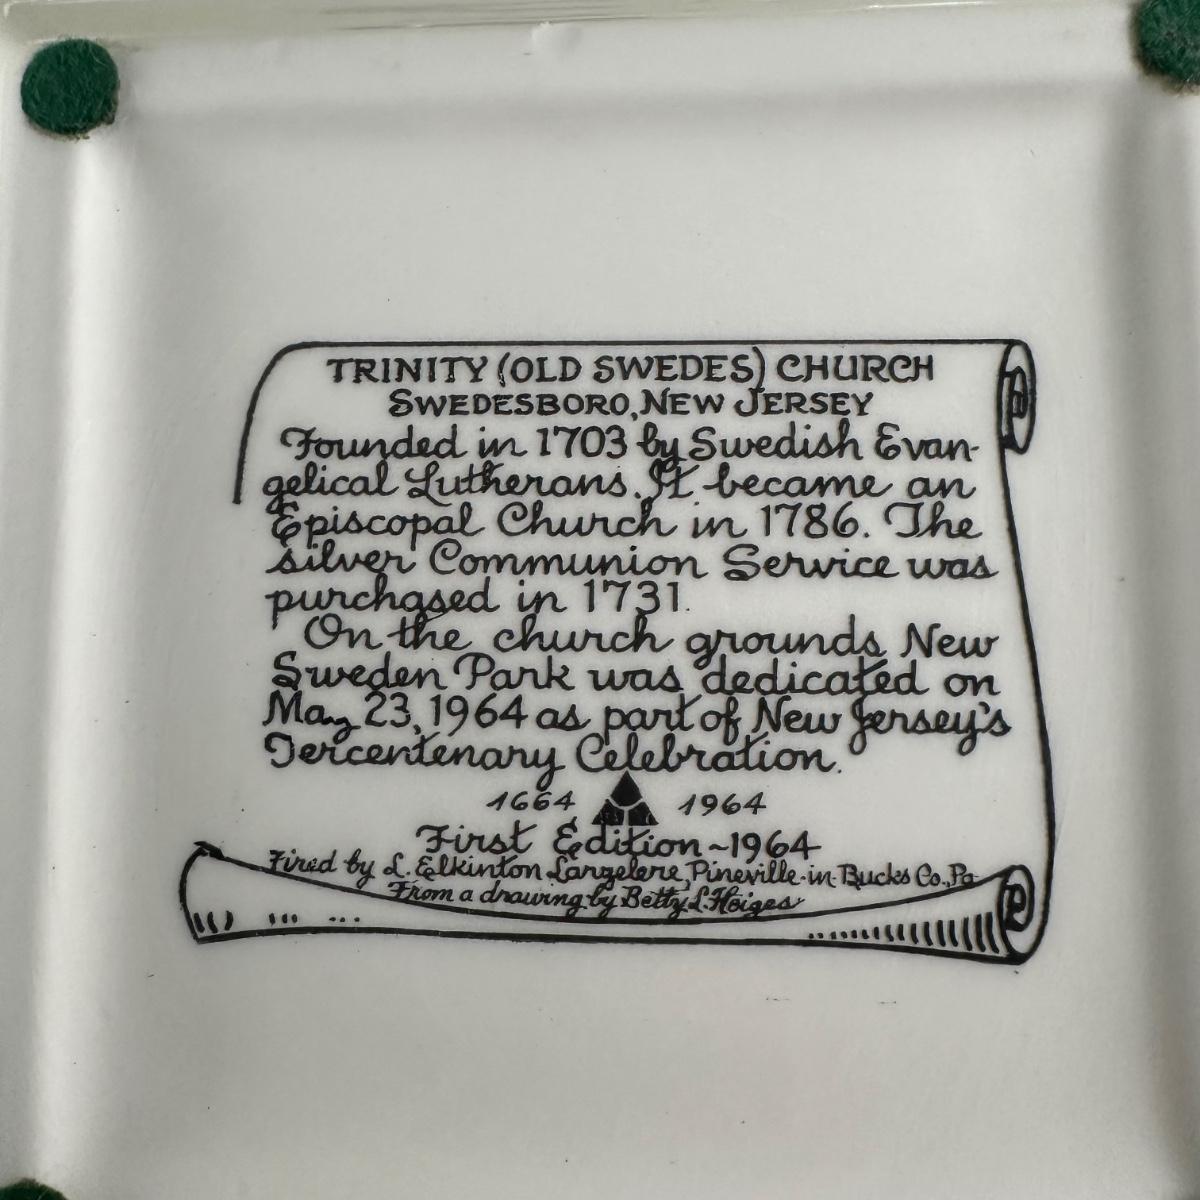 TRINITY (OLD SWEDES) CHURCH
SWEDESBORO, NEW JERSEY
Founded in 1703 by Swedish Evan-
gelical Lutherans. It became an
Episcopal Church in 1786. The
silver Communion Service was
purchased in 1731.
On the church grounds New
Sweden Park was dedicated on
May 23, 1964 as part of New Jersey's
Tercentenary Celebration.
1664 1964
First Edition ~ 1964
Fired by L. Elkinton Largelere, Pineville-in-Bucks Co., Pa
From a drawing by Betty L. Hoiges